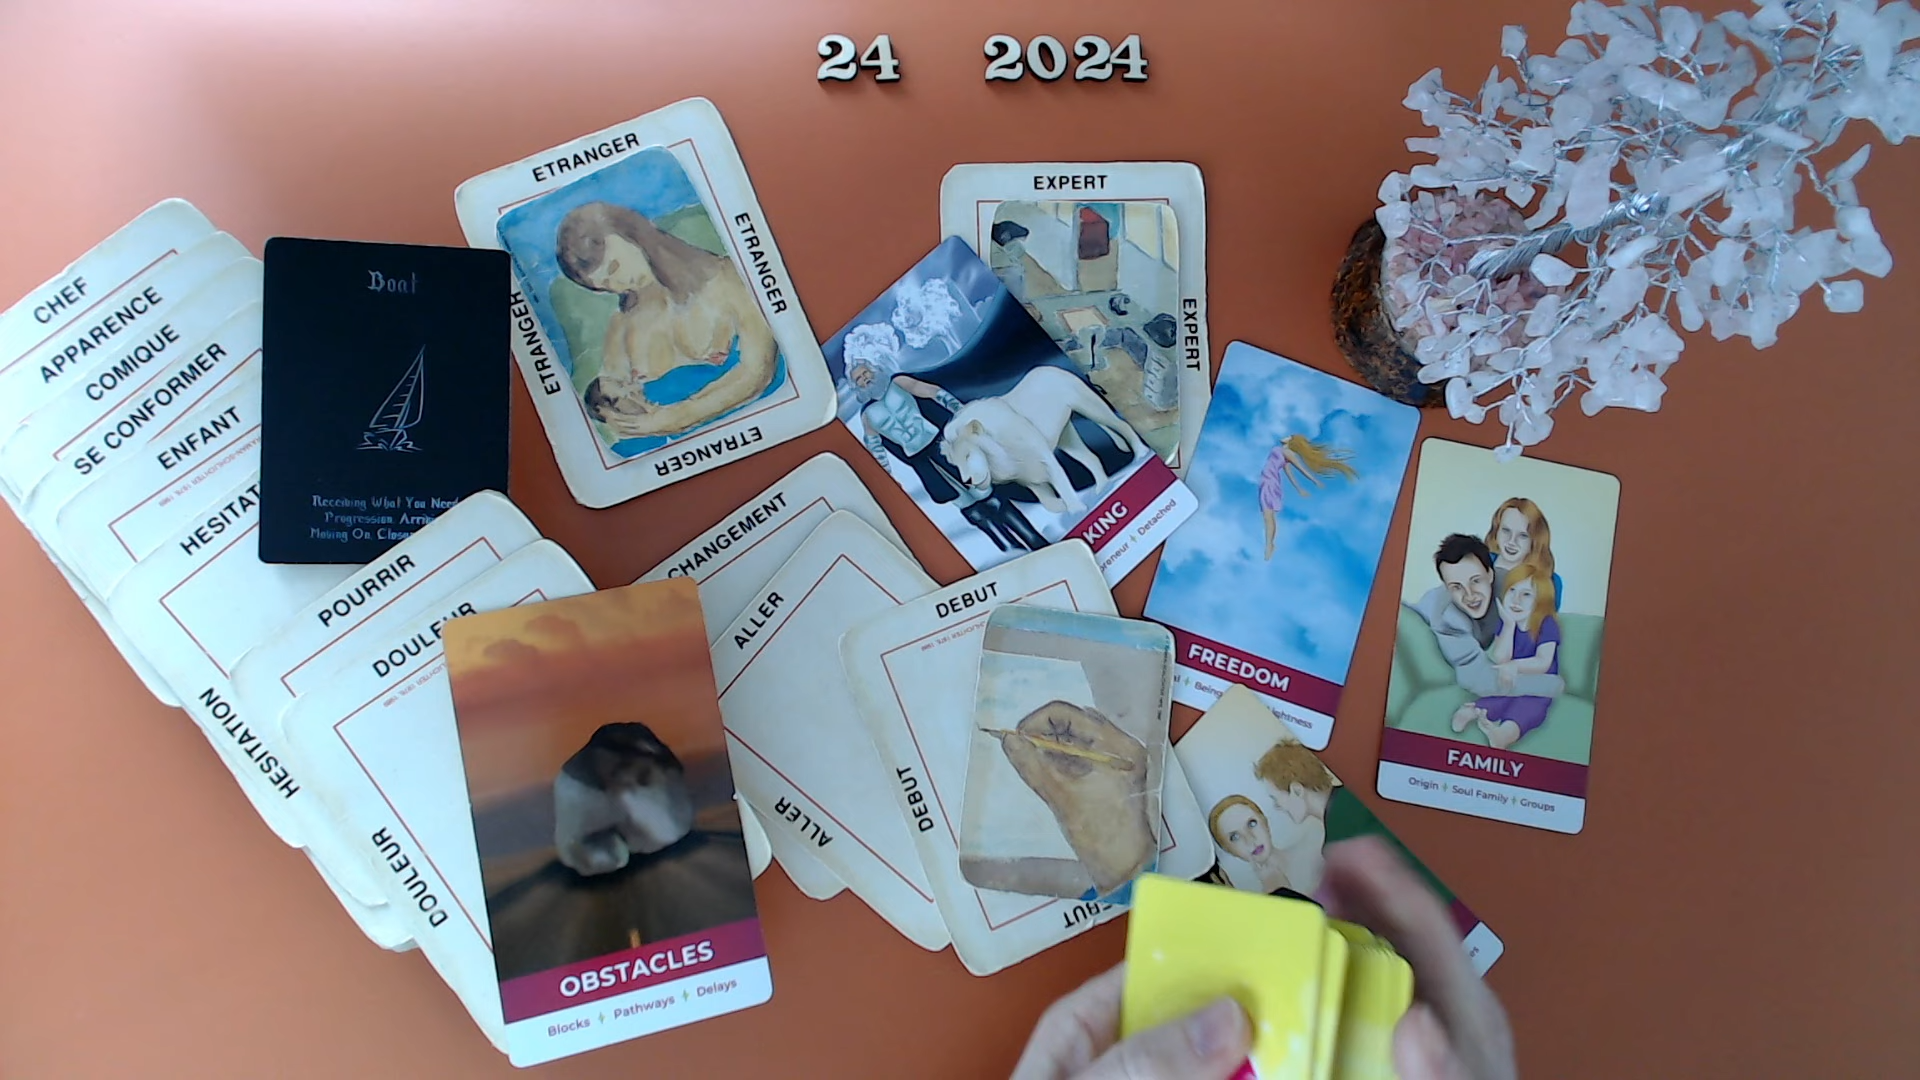 24 2024
ETRANGER
ETRANGER
ETRANGER
ETRANGER
EXPERT
EXPERT
CHEF
APPARENCE
COMIQUE
SE CONFORMER
ENFANT
HESITAT
HESITATION
Boat
Receiving What You Need
Progression
Moving On
POURRIR
DOULEUR
DOULEUR
CHANGEMENT
ALLER
ALLER
DEBUT
DEBUT
KING
Detached
FREEDOM
Being
FAMILY
Origin Soul Family Groups
OBSTACLES
Blocks Pathways Delays